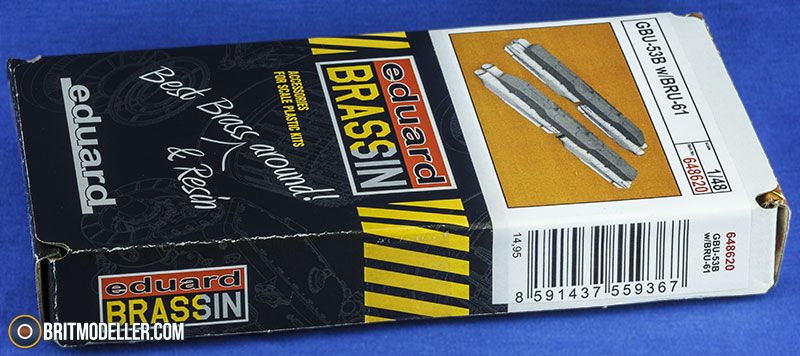 eduard
Best Brass around!
& Resin
ACCESSORIES
FOR SCALE PLASTIC KITS
eduard
BRASSIN
GBU-53B w/BRU-61
1/48
648620
648620
GBU-53B
w/BRU-61
14.95
8 591437 559367
eduard
BRASSIN
BRITMODELLER.COM